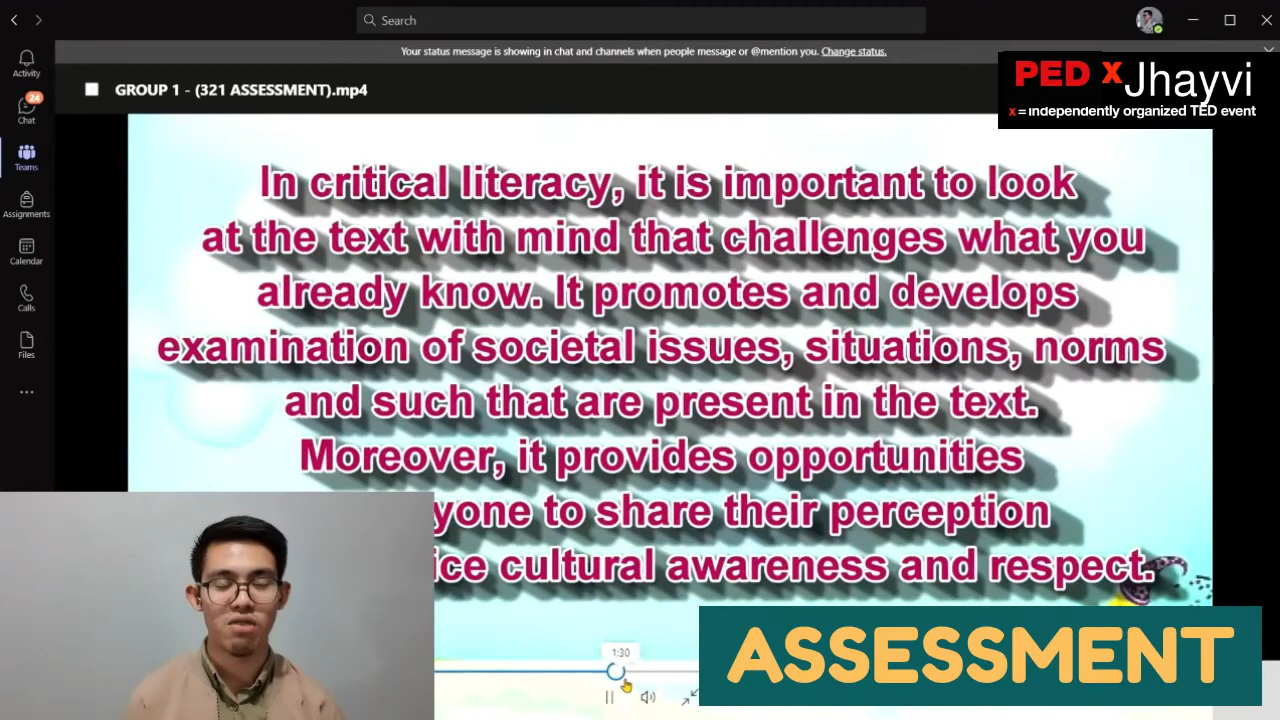 Search
Your status message is showing in chat and channels when people message or @mention you. Change status.
Activity
24
Chat
Teams
Assignments
Calendar
Calls
Files
GROUP 1 - (321 ASSESSMENT).mp4
PED x Jhayvi
x = independently organized TED event
In critical literacy, it is important to look
at the text with mind that challenges what you
already know. It promotes and develops
examination of societal issues, situations, norms
and such that are present in the text.
Moreover, it provides opportunities
yone to share their perception
ice cultural awareness and respect.
1:30
ASSESSMENT